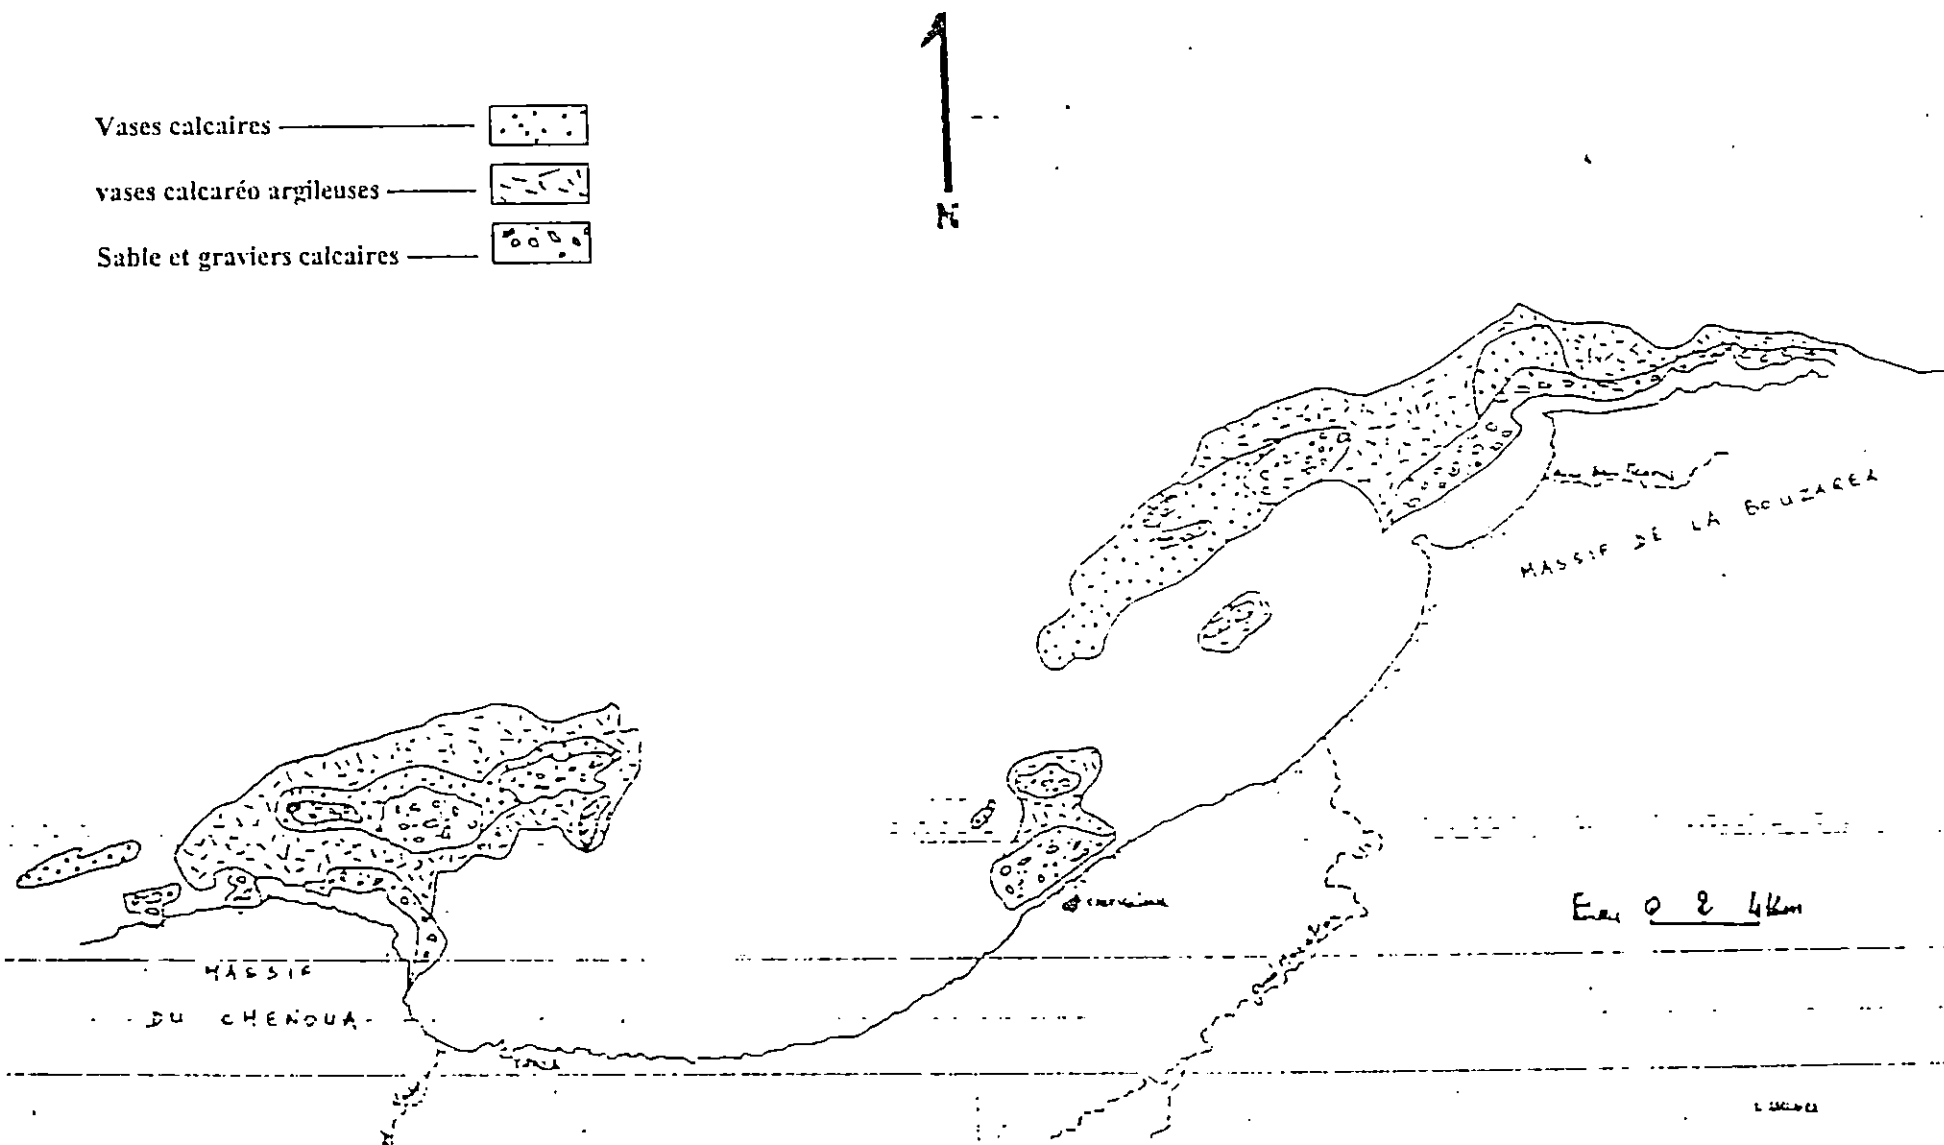 N
Vases calcaires
vases calcaréo argileuses
Sable et graviers calcaires
MASSIF DE LA BOUZAREA
0 2 4Km
MASSIF
DU CHENOUA